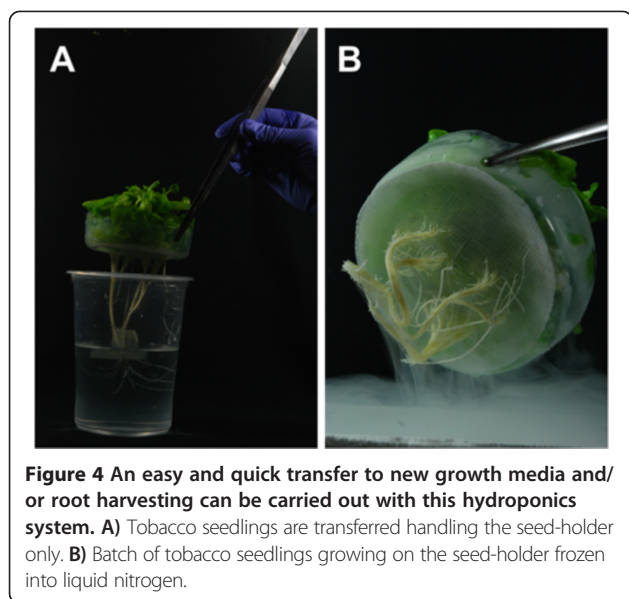 A
B
Figure 4 An easy and quick transfer to new growth media and/
or root harvesting can be carried out with this hydroponics
system. A) Tobacco seedlings are transferred handling the seed-holder
only. B) Batch of tobacco seedlings growing on the seed-holder frozen
into liquid nitrogen.